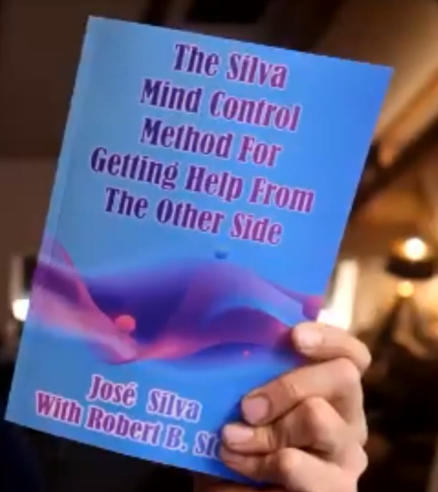 The Silva
Mind Control
Method For
Getting Help From
The Other Side
José Silva
With Robert B.